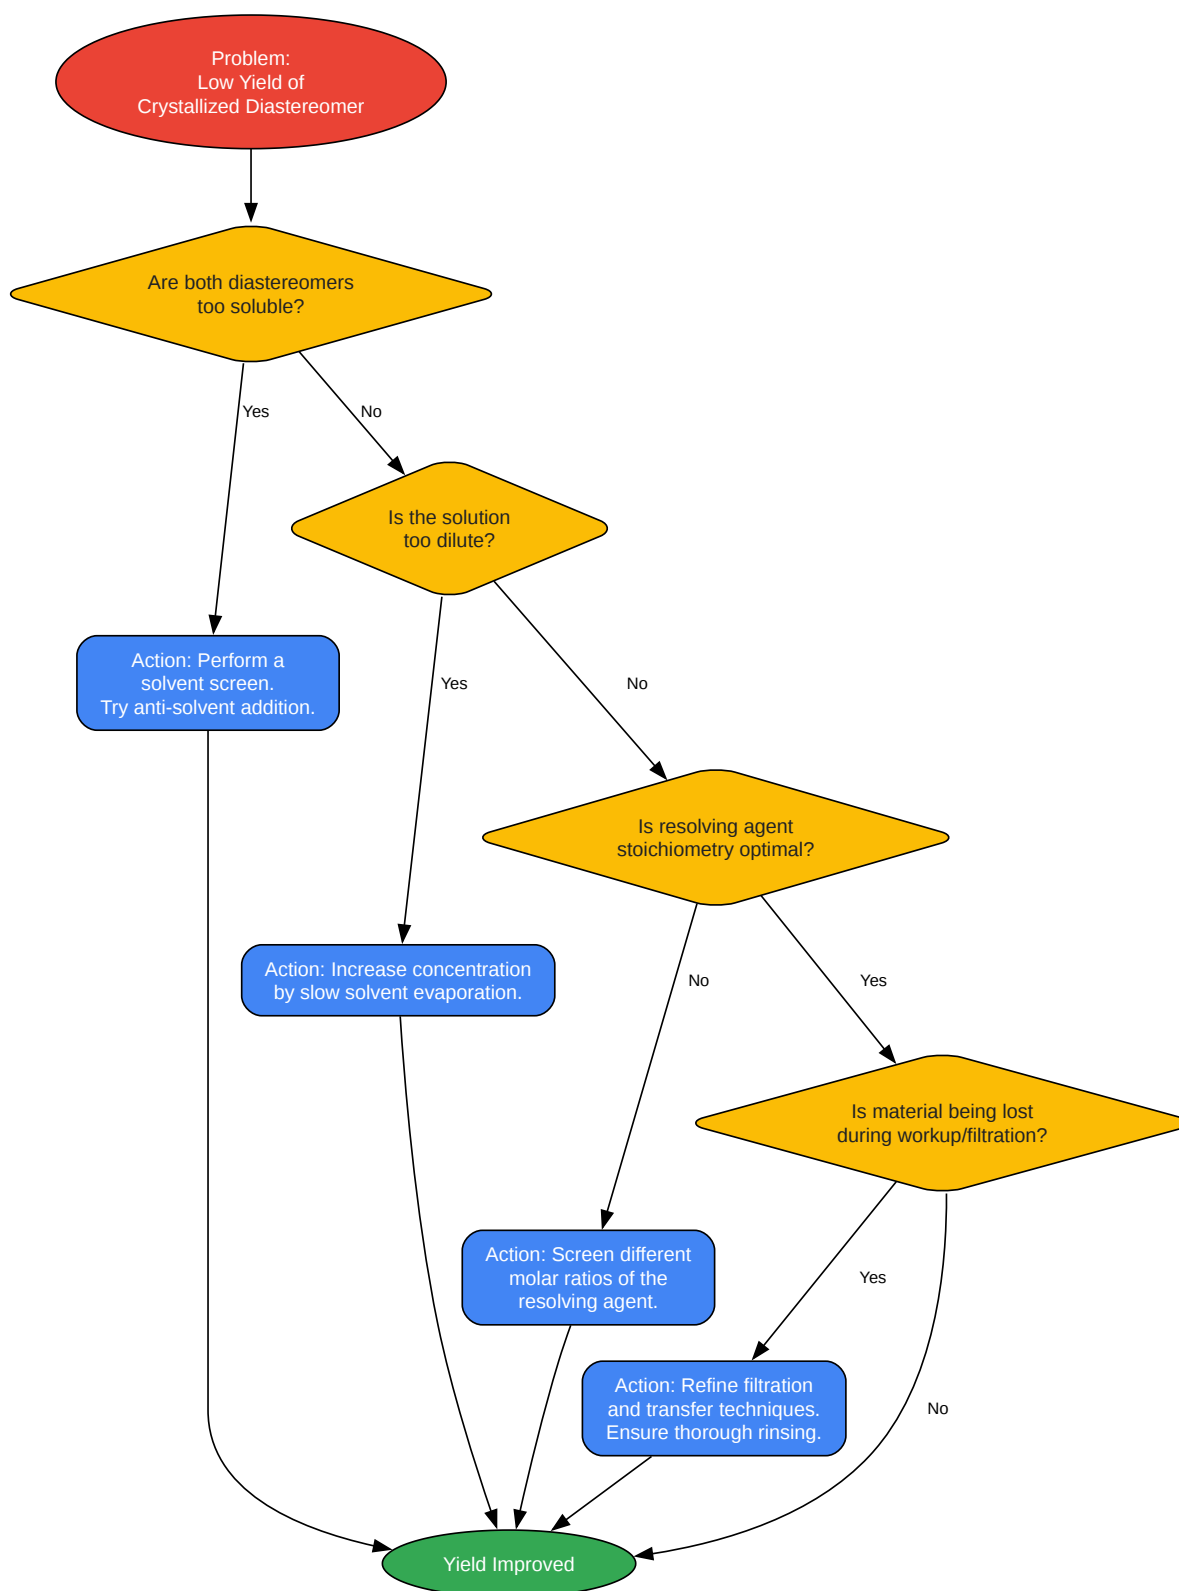 Problem:
Low Yield of
Crystallized Diastereomer
Are both diastereomers
too soluble?
Yes
No
Is the solution
too dilute?
Action: Perform a
solvent screen.
Try anti-solvent addition.
Yes
No
Is resolving agent
stoichiometry optimal?
Action: Increase concentration
by slow solvent evaporation.
No
Yes
Is material being lost
during workup/filtration?
Action: Screen different
molar ratios of the
resolving agent.
Yes
Action: Refine filtration
and transfer techniques.
Ensure thorough rinsing.
No
Yield Improved